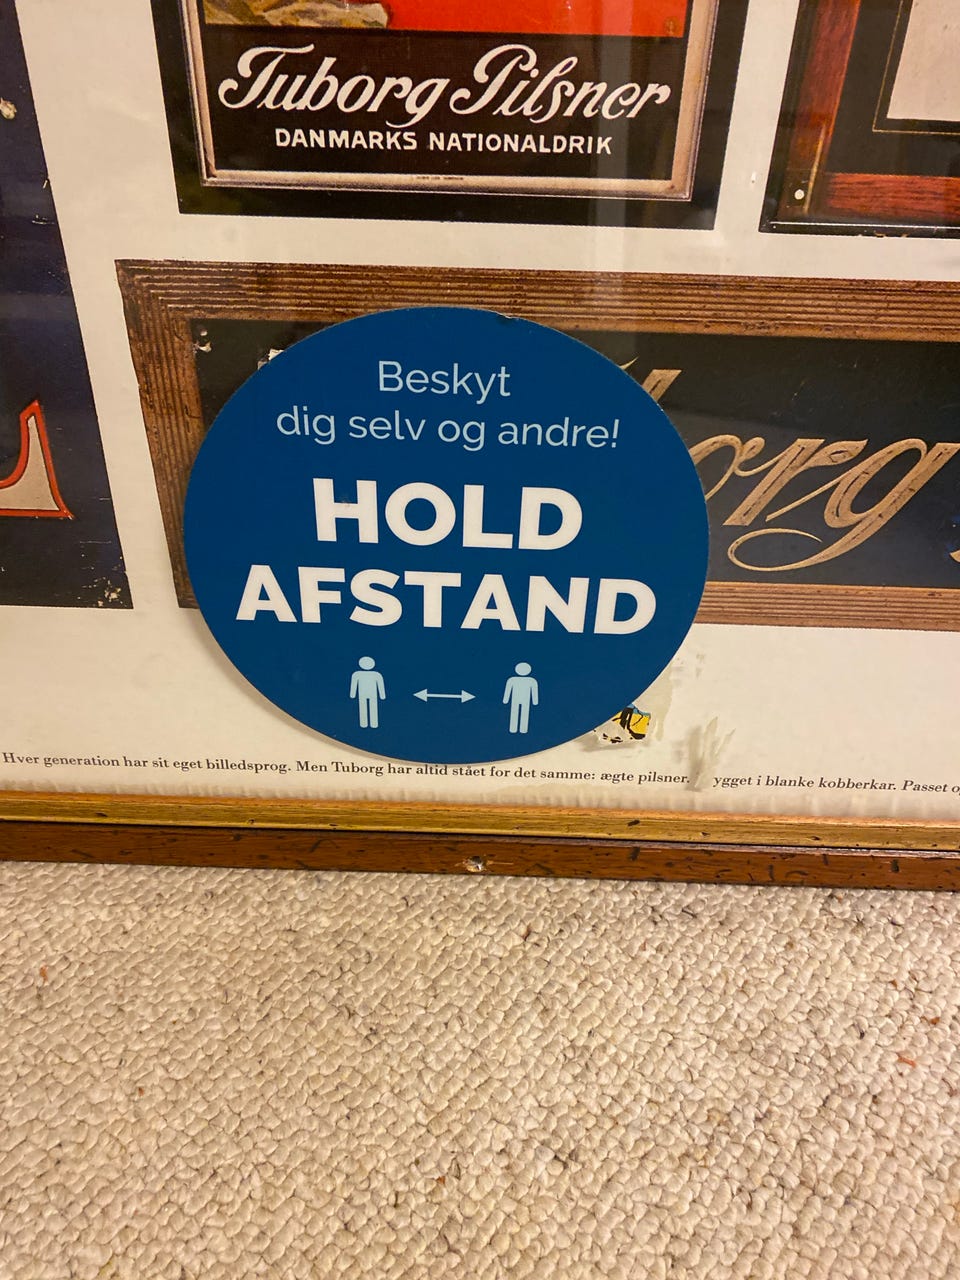 Tuborg Pilsner
DANMARKS NATIONALDRIK
Beskyt
dig selv og andre!
HOLD
AFSTAND
Hver generation har sit eget billedsprog. Men Tuborg har altid stået for det samme: ægte pilsner. ygget i blanke kobberkar. Passet